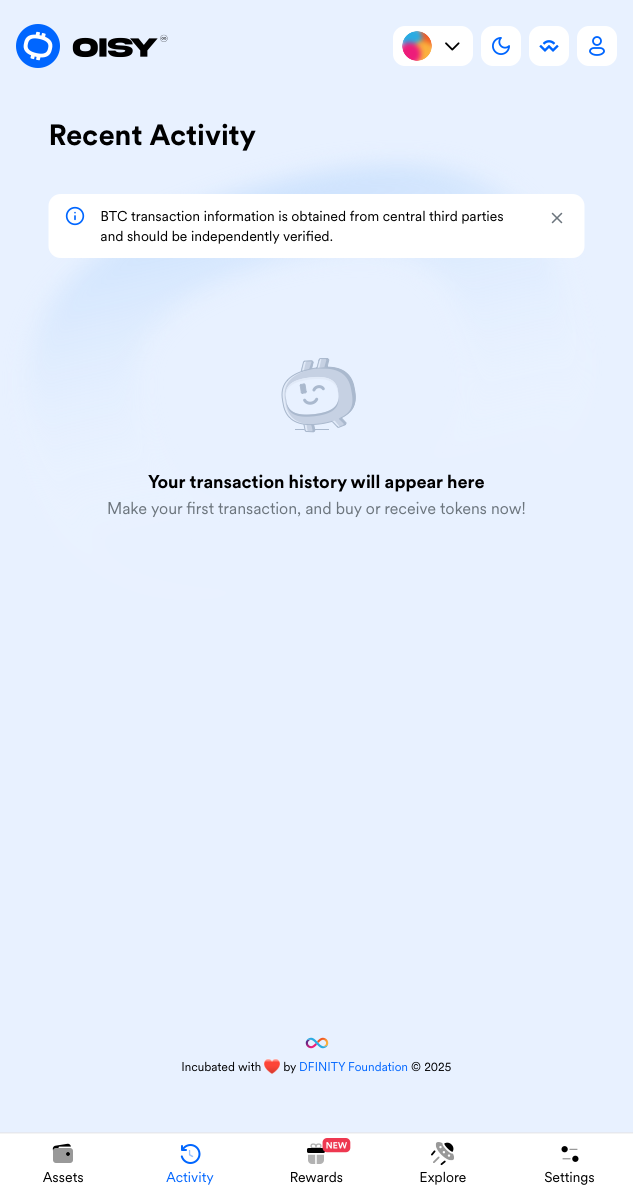 OISY
Recent Activity
BTC transaction information is obtained from central third parties
and should be independently verified.
Your transaction history will appear here
Make your first transaction, and buy or receive tokens now!
Incubated with ❤️ by DFINITY Foundation © 2025
NEW
Assets
Activity
Rewards
Explore
Settings